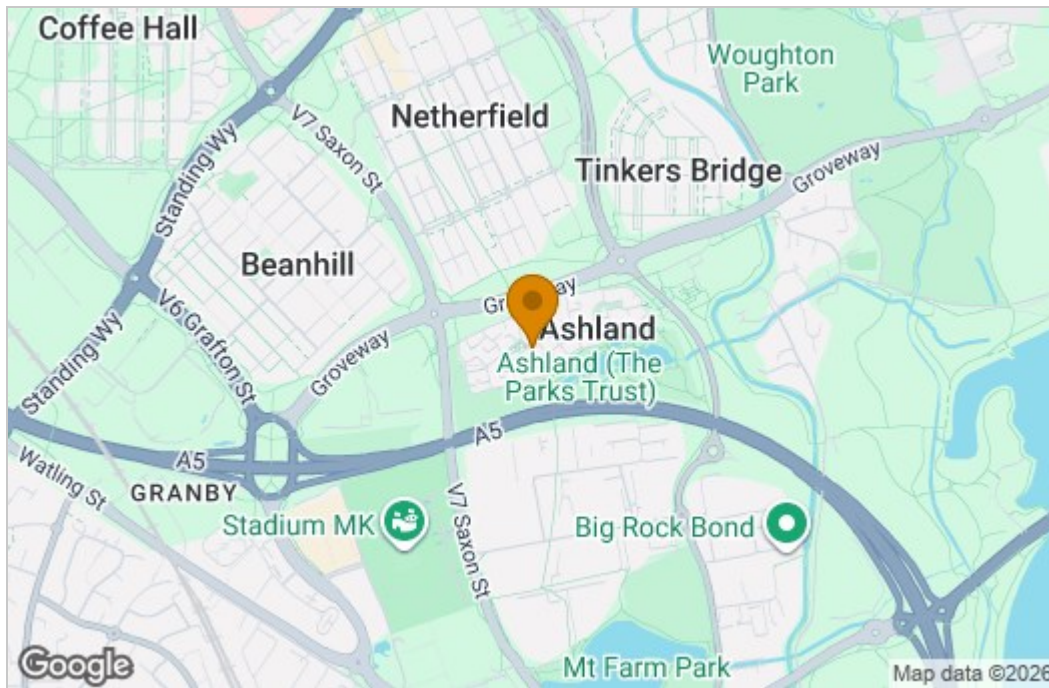 Coffee Hall
Woughton
Park
Netherfield
V7 Saxon St
Standing Wy
Tinkers Bridge
Groveway
Beanhill
V6 Grafton St
Standing Wy
Groveway
Ashland
Ashland (The
Parks Trust)
A5
A5
Watling St
GRANBY
Stadium MK
V7 Saxon St
Big Rock Bond
Mt Farm Park
Google
Map data ©2026